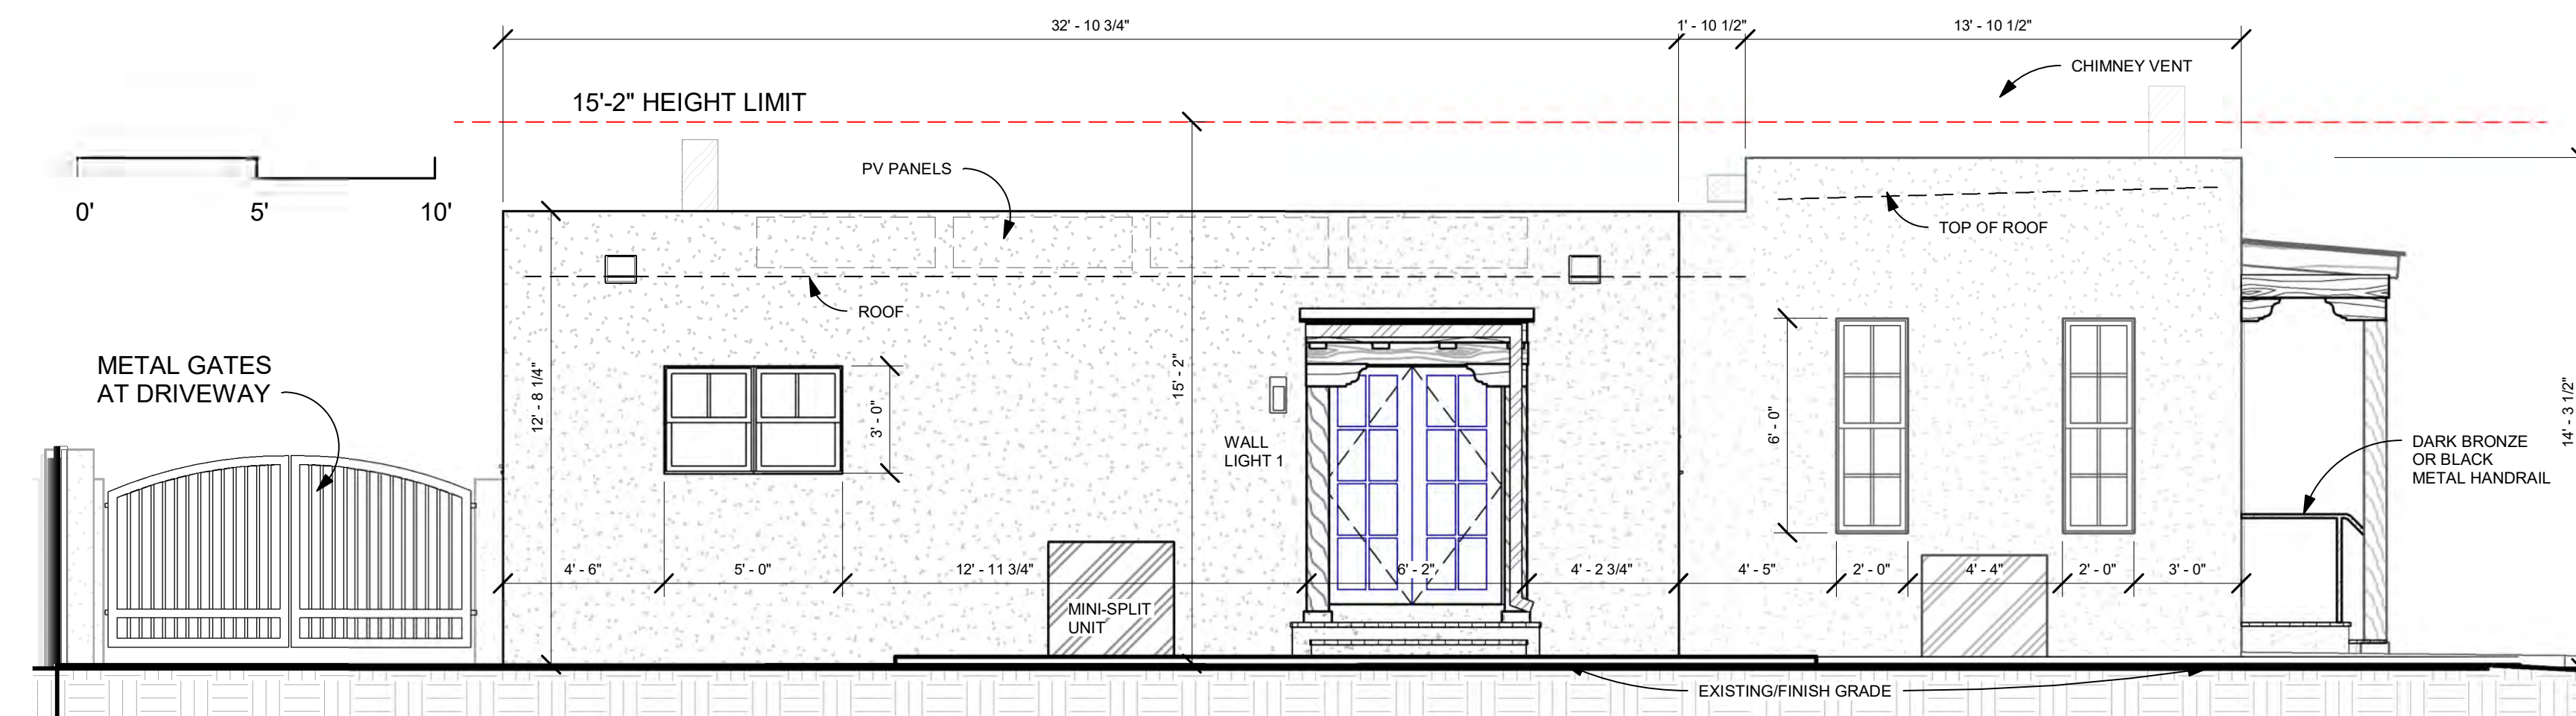 32' - 10 3/4"
1' - 10 1/2"
13' - 10 1/2"
CHIMNEY VENT
15'-2" HEIGHT LIMIT
PV PANELS
0'
5'
10'
TOP OF ROOF
ROOF
METAL GATES
AT DRIVEWAY
12' - 8 1/4"
3' - 0"
15' - 2"
WALL
LIGHT 1
6' - 0"
14' - 3 1/2"
DARK BRONZE
OR BLACK
METAL HANDRAIL
4' - 6"
5' - 0"
12' - 11 3/4"
6' - 2"
4' - 2 3/4"
4' - 5"
2' - 0"
4' - 4"
2' - 0"
3' - 0"
MINI-SPLIT
UNIT
EXISTING/FINISH GRADE